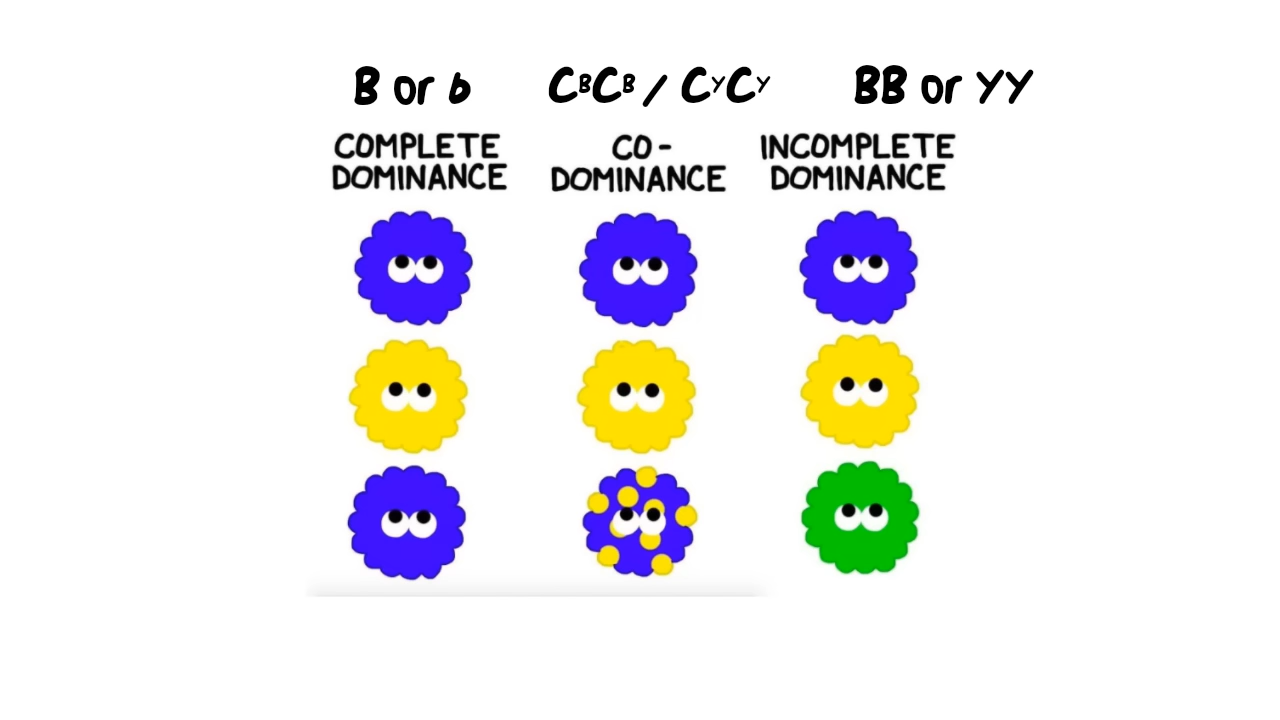 B or b
CᴮCᴮ / CʸCʸ
BB or YY
COMPLETE
DOMINANCE
CO -
DOMINANCE
INCOMPLETE
DOMINANCE